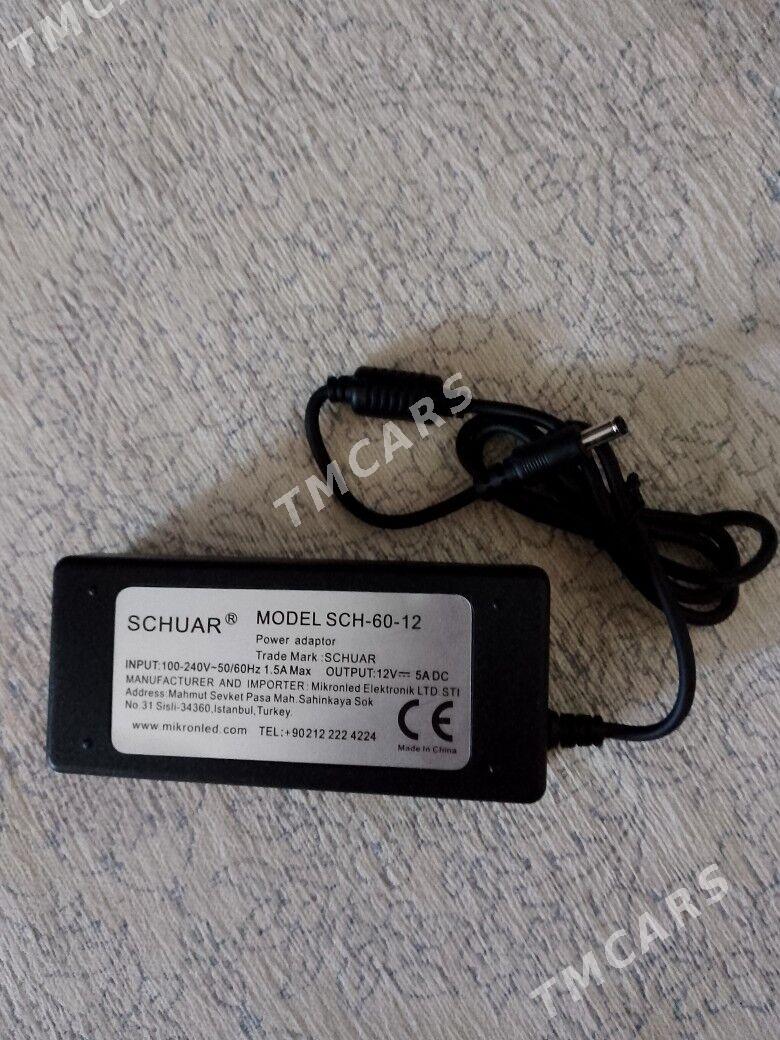 TMCARS
TMCARS
SCHUAR® MODEL SCH-60-12
Power adaptor
Trade Mark :SCHUAR
INPUT:100-240V~50/60Hz 1.5A Max OUTPUT:12V⎓ 5A DC
MANUFACTURER AND IMPORTER: Mikronled Elektronik LTD STI
Address:Mahmut Sevket Pasa Mah.Sahinkaya Sok
No.31 Sisli-34360,Istanbul,Turkey.
www.mikronled.com TEL:+90212 222 4224
CE
Made In China
TMCARS